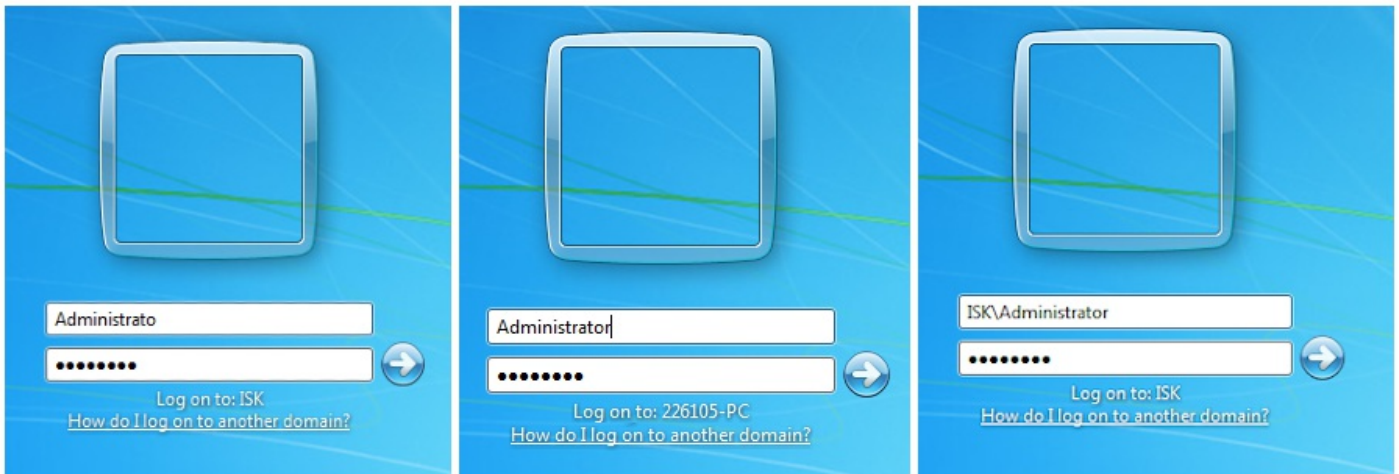 Administrato
••••••••
Log on to: ISK
How do I log on to another domain?
Administrator
••••••••
Log on to: 226105-PC
How do I log on to another domain?
ISK\Administrator
••••••••
Log on to: ISK
How do I log on to another domain?